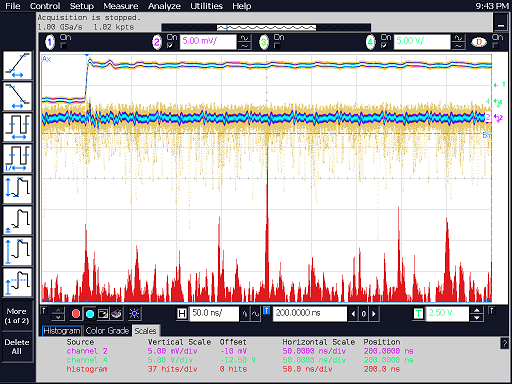 File Control Setup Measure Analyze Utilities Help 9:43 PM
Acquisition is stopped.
1.00 GSa/s 1.02 kpts
1 On 2 On 5.00 mV/ 3 On 4 On 5.00 V/ D On
Ax
H 50.0 ns/ 200.0000 ns 0 T 2.50 V
More
(1 of 2)
Delete
All
Histogram Color Grade Scales
Source Vertical Scale Offset Horizontal Scale Position
channel 2 5.00 mV/div -10 mV 50.0000 ns/div 200.0000 ns
channel 4 5.00 V/div -12.50 V 50.0000 ns/div 200.0000 ns
histogram 37 hits/div 0 hits 50.0 ns/div 200.0 ns